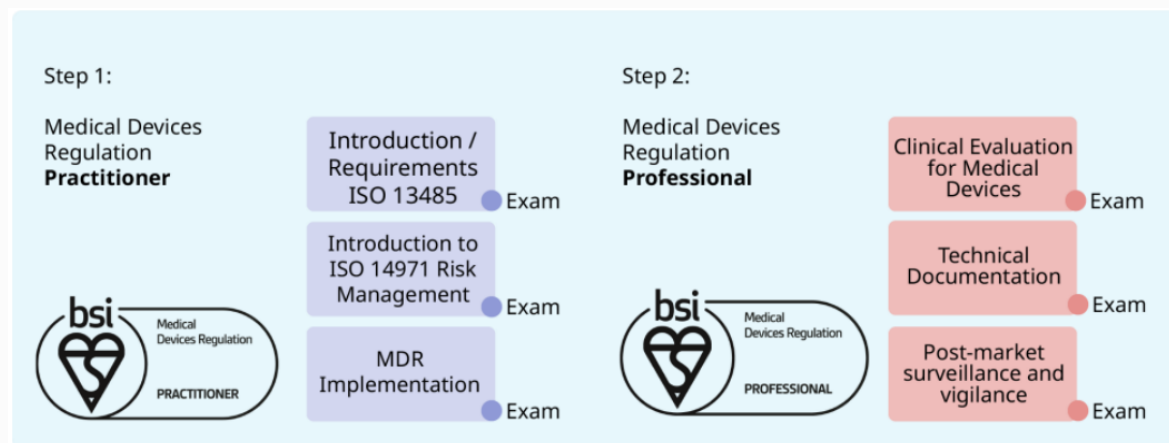 Step 1:
Medical Devices
Regulation
Practitioner
Introduction /
Requirements
ISO 13485
Exam
Introduction to
ISO 14971 Risk
Management
Exam
MDR
Implementation
Exam
bsi
Medical
Devices Regulation
PRACTITIONER
Step 2:
Medical Devices
Regulation
Professional
Clinical Evaluation
for Medical
Devices
Exam
Technical
Documentation
Exam
Post-market
surveillance and
vigilance
Exam
bsi
Medical
Devices Regulation
PROFESSIONAL